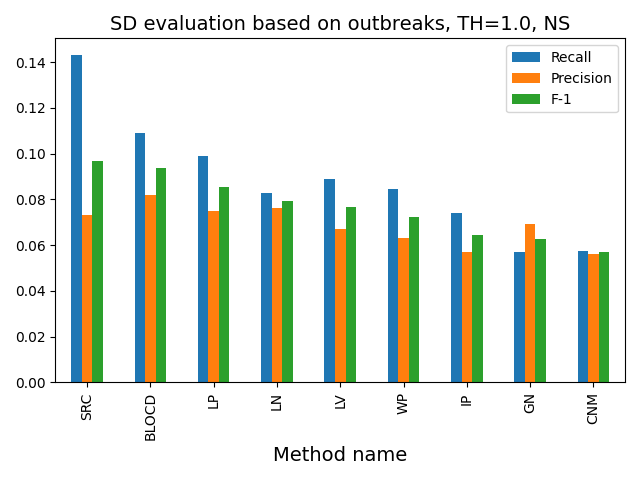 SD evaluation based on outbreaks, TH=1.0, NS
Recall
Precision
F-1
0.14
0.12
0.10
0.08
0.06
0.04
0.02
0.00
SRC
BLOCD
LP
LN
LV
WP
IP
GN
CNM
Method name